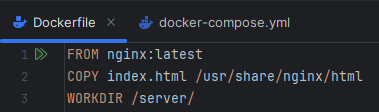 Dockerfile × docker-compose.yml
1 FROM nginx:latest
2 COPY index.html /usr/share/nginx/html
3 WORKDIR /server/